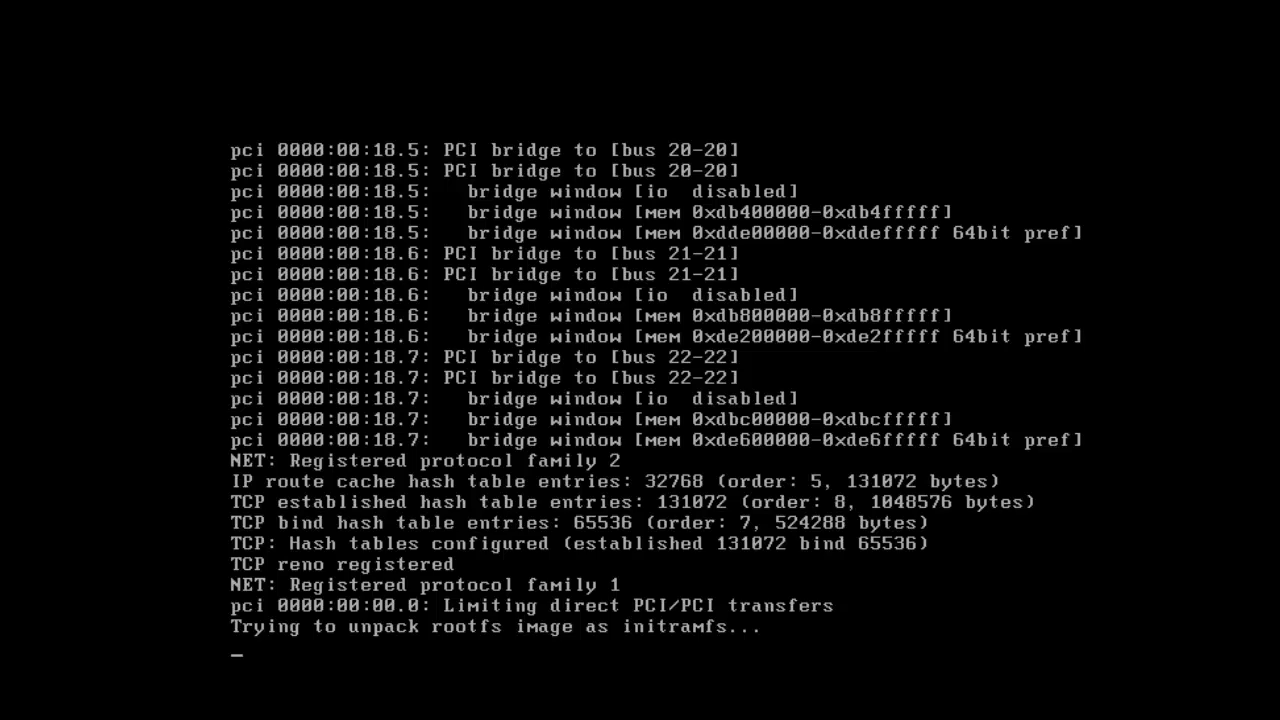 pci 0000:00:18.5: PCI bridge to [bus 20-20]
pci 0000:00:18.5: PCI bridge to [bus 20-20]
pci 0000:00:18.5:   bridge window [io  disabled]
pci 0000:00:18.5:   bridge window [mem 0xdb400000-0xdb4fffff]
pci 0000:00:18.5:   bridge window [mem 0xdde00000-0xddefffff 64bit pref]
pci 0000:00:18.6: PCI bridge to [bus 21-21]
pci 0000:00:18.6: PCI bridge to [bus 21-21]
pci 0000:00:18.6:   bridge window [io  disabled]
pci 0000:00:18.6:   bridge window [mem 0xdb800000-0xdb8fffff]
pci 0000:00:18.6:   bridge window [mem 0xde200000-0xde2fffff 64bit pref]
pci 0000:00:18.7: PCI bridge to [bus 22-22]
pci 0000:00:18.7: PCI bridge to [bus 22-22]
pci 0000:00:18.7:   bridge window [io  disabled]
pci 0000:00:18.7:   bridge window [mem 0xdbc00000-0xdbcfffff]
pci 0000:00:18.7:   bridge window [mem 0xde600000-0xde6fffff 64bit pref]
NET: Registered protocol family 2
IP route cache hash table entries: 32768 (order: 5, 131072 bytes)
TCP established hash table entries: 131072 (order: 8, 1048576 bytes)
TCP bind hash table entries: 65536 (order: 7, 524288 bytes)
TCP: Hash tables configured (established 131072 bind 65536)
TCP reno registered
NET: Registered protocol family 1
pci 0000:00:00.0: Limiting direct PCI/PCI transfers
Trying to unpack rootfs image as initramfs...
_